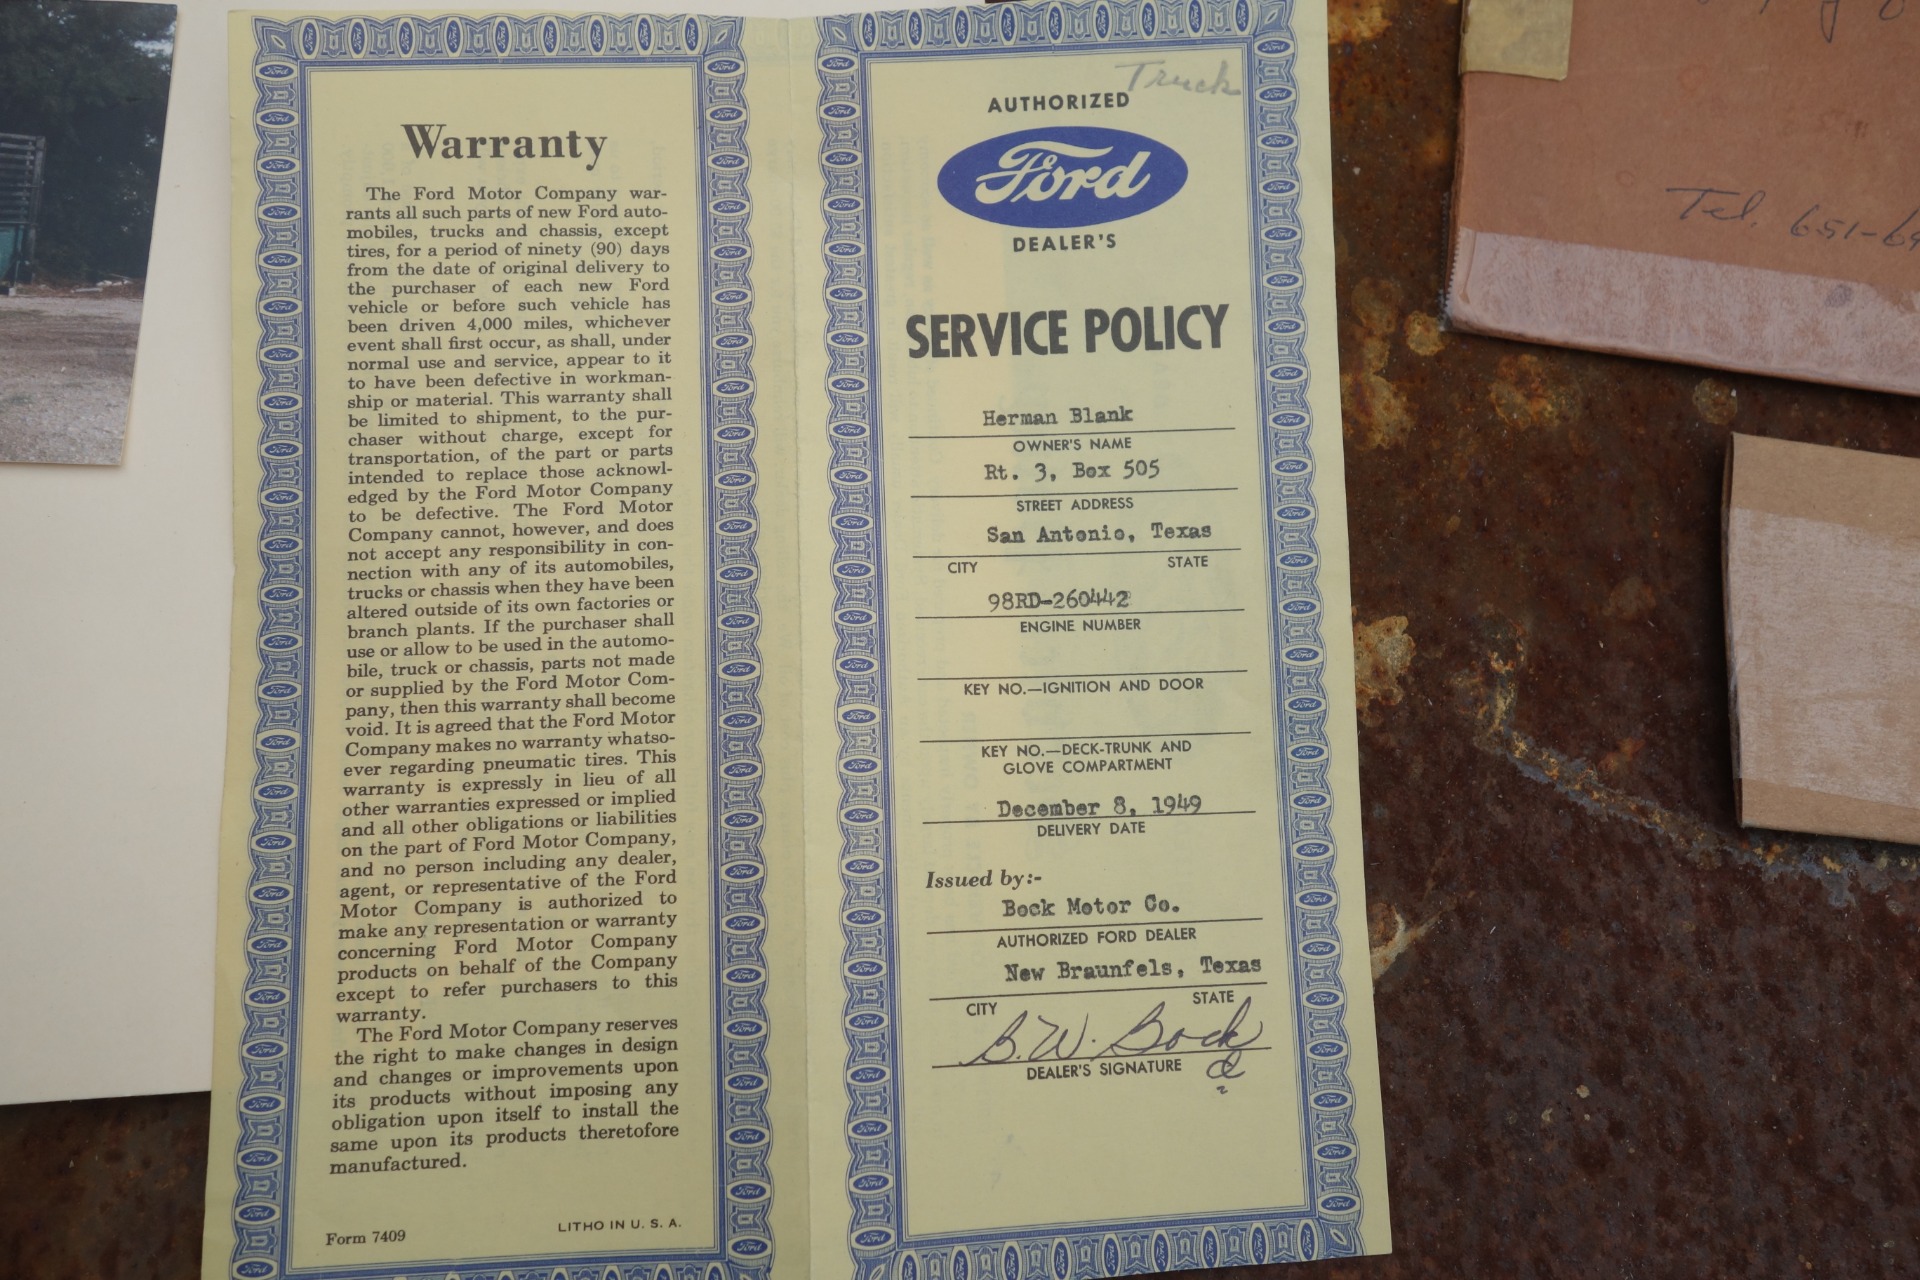 Warranty
The Ford Motor Company war-
rants all such parts of new Ford auto-
mobiles, trucks and chassis, except
tires, for a period of ninety (90) days
from the date of original delivery to
the purchaser of each new Ford
vehicle or before such vehicle has
been driven 4,000 miles, whichever
event shall first occur, as shall, under
normal use and service, appear to it
to have been defective in workman-
ship or material. This warranty shall
be limited to shipment, to the pur-
chaser without charge, except for
transportation, of the part or parts
intended to replace those acknowl-
edged by the Ford Motor Company
to be defective. The Ford Motor
Company cannot, however, and does
not accept any responsibility in con-
nection with any of its automobiles,
trucks or chassis when they have been
altered outside of its own factories or
branch plants. If the purchaser shall
use or allow to be used in the automo-
bile, truck or chassis, parts not made
or supplied by the Ford Motor Com-
pany, then this warranty shall become
void. It is agreed that the Ford Motor
Company makes no warranty whatso-
ever regarding pneumatic tires. This
warranty is expressly in lieu of all
other warranties expressed or implied
and all other obligations or liabilities
on the part of Ford Motor Company,
and no person including any dealer,
agent, or representative of the Ford
Motor Company is authorized to
make any representation or warranty
concerning Ford Motor Company
products on behalf of the Company
except to refer purchasers to this
warranty.
The Ford Motor Company reserves
the right to make changes in design
and changes or improvements upon
its products without imposing any
obligation upon itself to install the
same upon its products theretofore
manufactured.
Form 7409
LITHO IN U. S. A.
Truck
AUTHORIZED
Ford
DEALER'S
SERVICE POLICY
Herman Blank
OWNER'S NAME
Rt. 3, Box 505
STREET ADDRESS
San Antonio, Texas
CITY STATE
98RD-260442
ENGINE NUMBER
KEY NO.—IGNITION AND DOOR
KEY NO.—DECK-TRUNK AND
GLOVE COMPARTMENT
December 8, 1949
DELIVERY DATE
Issued by:-
Bock Motor Co.
AUTHORIZED FORD DEALER
New Braunfels, Texas
CITY STATE
B. W. Bock
DEALER'S SIGNATURE
Tel. 651-69